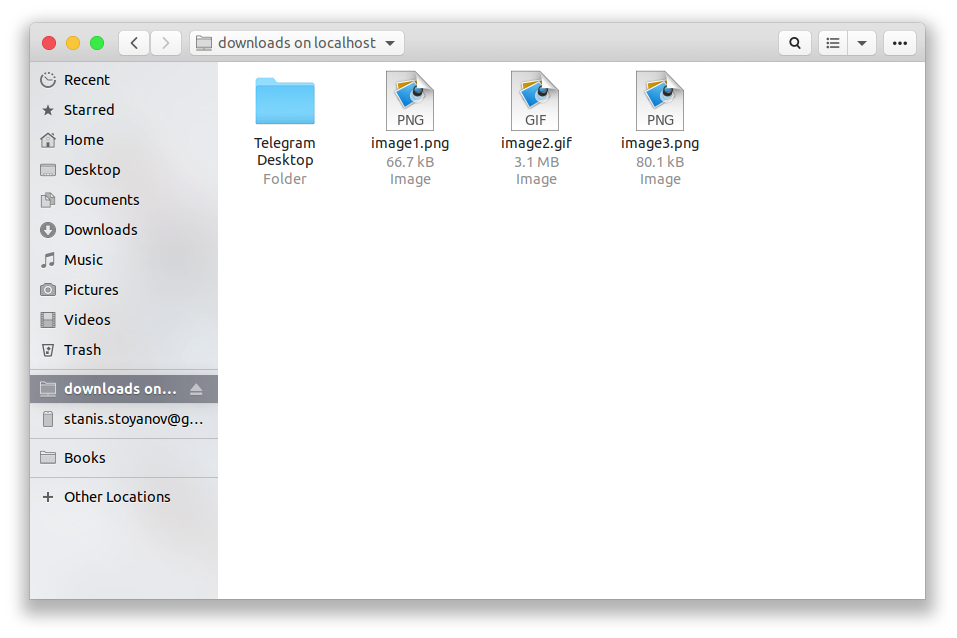 downloads on localhost
Recent
Starred
Home
Desktop
Documents
Downloads
Music
Pictures
Videos
Trash
downloads on...
stanis.stoyanov@g...
Books
Other Locations
Telegram
Desktop
Folder
PNG
image1.png
66.7 kB
Image
GIF
image2.gif
3.1 MB
Image
PNG
image3.png
80.1 kB
Image